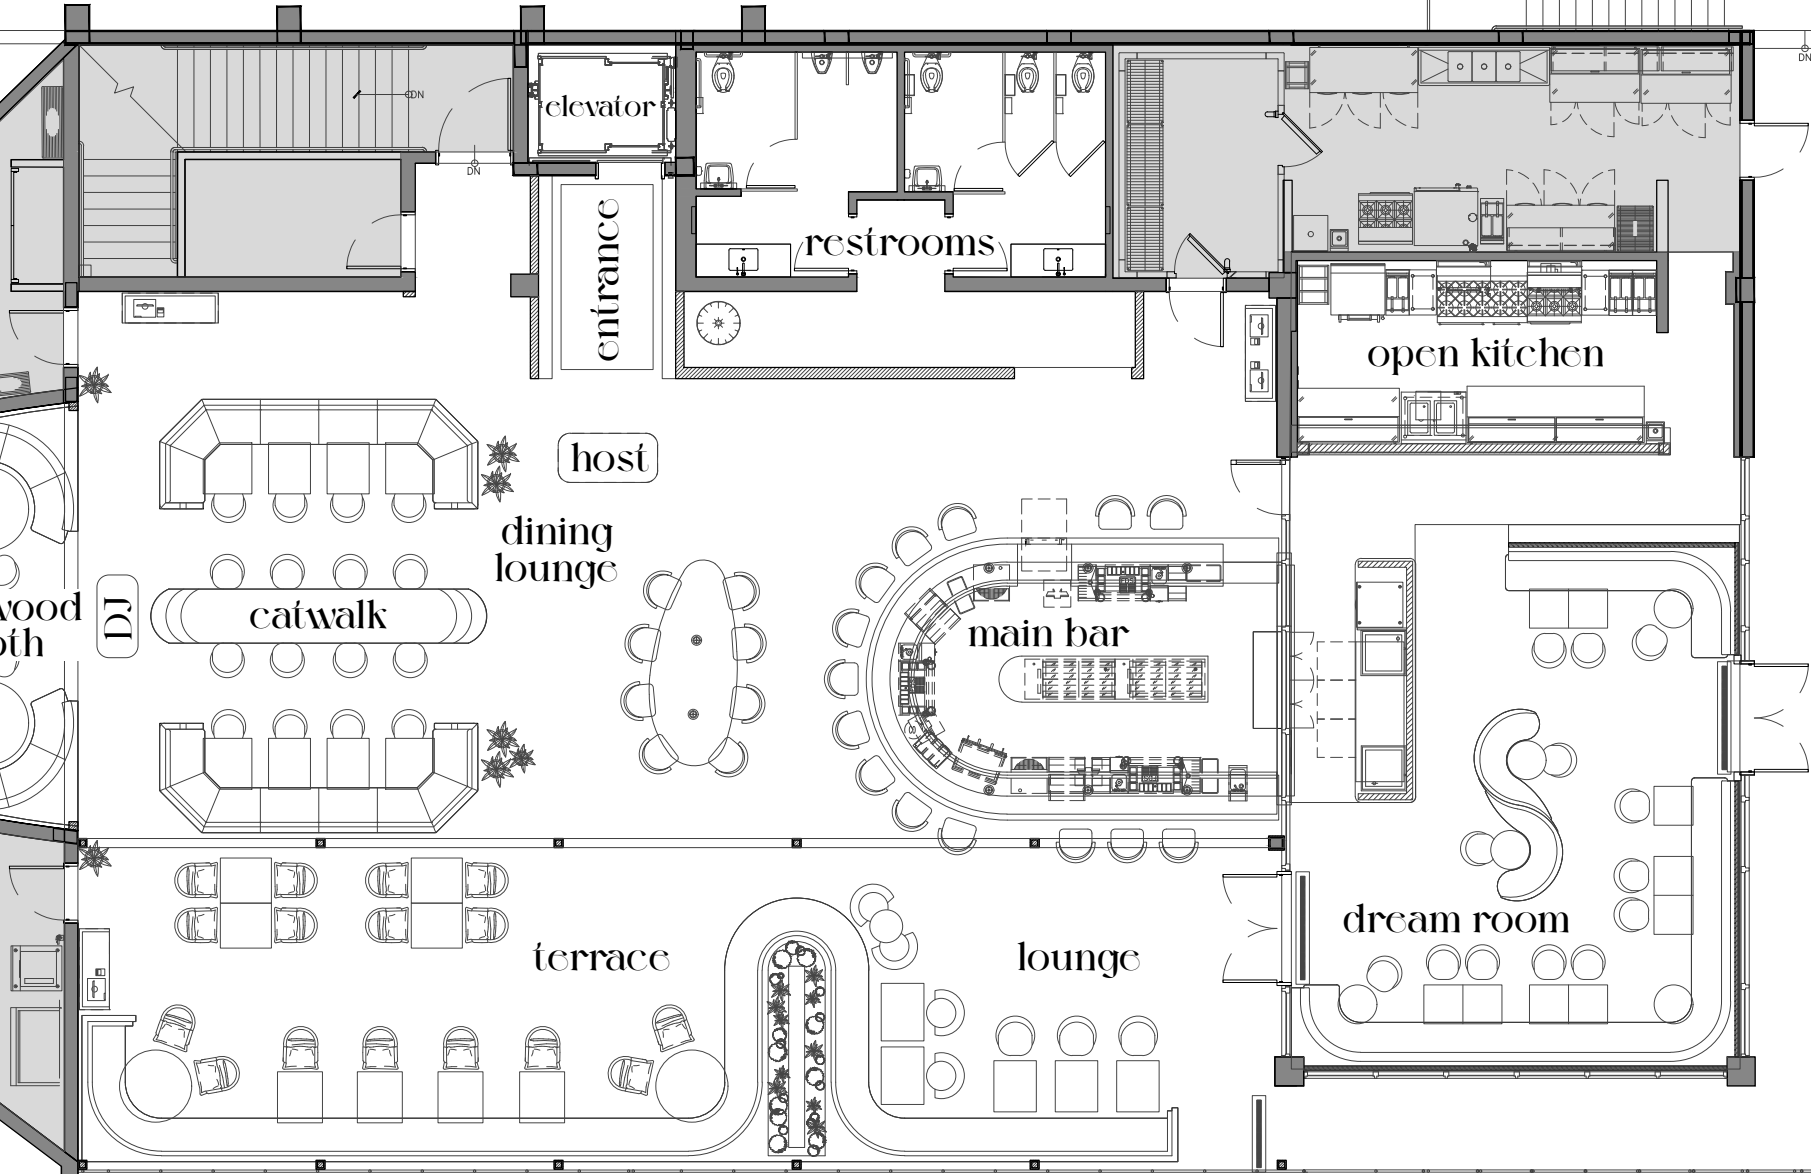 DN
DN
elevator
DN
entrance
restrooms
open kitchen
host
dining
lounge
wood
oth
DJ
catwalk
main bar
dream room
terrace
lounge